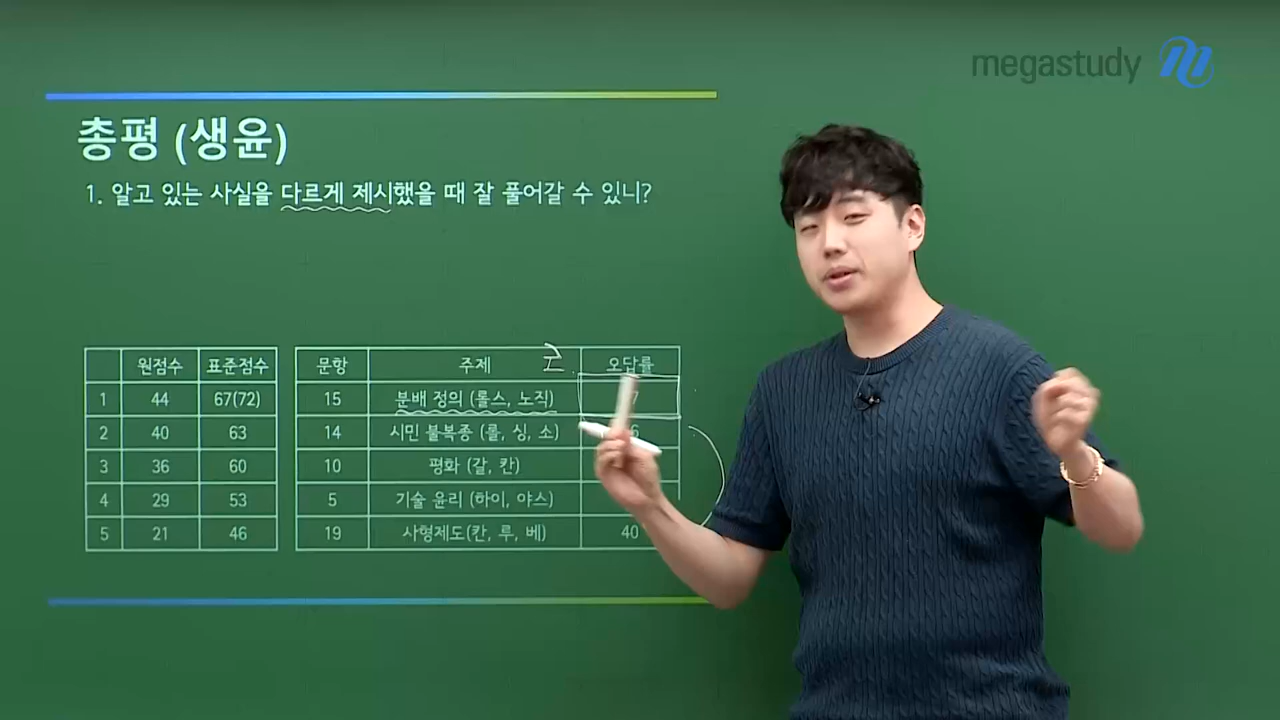 megastudy
총평 (생윤)
1. 알고 있는 사실을 다르게 제시했을 때 잘 풀어갈 수 있니?
원점수 표준점수
1 44 67(72)
2 40 63
3 36 60
4 29 53
5 21 46
문항 주제 오답률
15 분배 정의 (롤스, 노직) 7
14 시민 불복종 (롤, 싱, 소) 6
10 평화 (갈, 칸)
5 기술 윤리 (하이, 야스)
19 사형제도(칸, 루, 베) 40